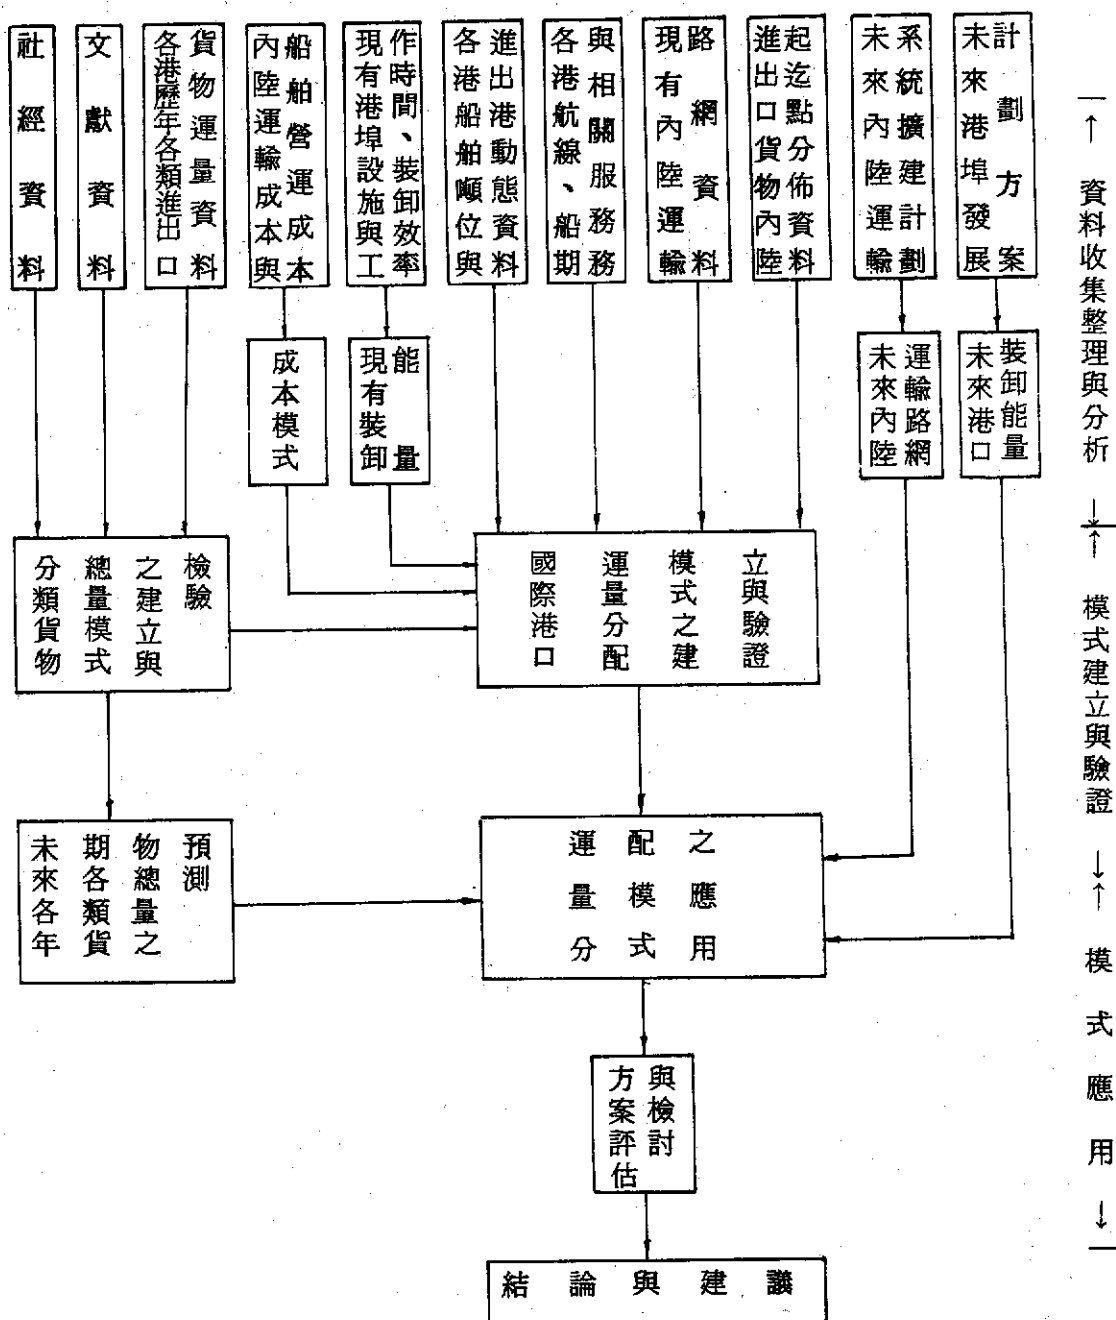 社經資料
文獻資料
各港歷年各類進出口
貨物運量資料
內陸運輸成本與
船舶營運成本
現有港埠設施與工
作時間、裝卸效率
各港船舶噸位與
進出港動態資料
各港航線、船期
與相關服務務
現有內陸運輸
路網資料
進出口貨物內陸
起迄點分佈資料
未來內陸運輸
系統擴建計劃
未來港埠發展
計劃方案
成本模式
現有裝卸
能量
未來內陸
運輸路網
未來港口
裝卸能量
分類貨物
總量模式
之建立與
檢驗
國際港口
運量分配
模式之建
立與驗證
未來各年
期各類貨
物總量之
預測
運量分
配模式
之應用
方案評估
與檢討
結論與建議
↑資料收集整理與分析↓
↑模式建立與驗證↓
↑模式應用↓